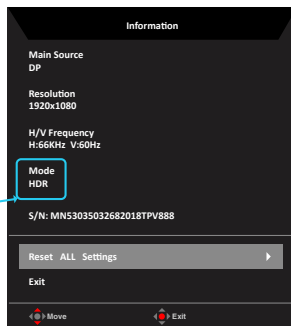 Information
Main Source
DP
Resolution
1920x1080
H/V Frequency
H:66KHz V:60Hz
Mode
HDR
S/N: MN53035032682018TPV888
Reset ALL Settings
Exit
Move Exit